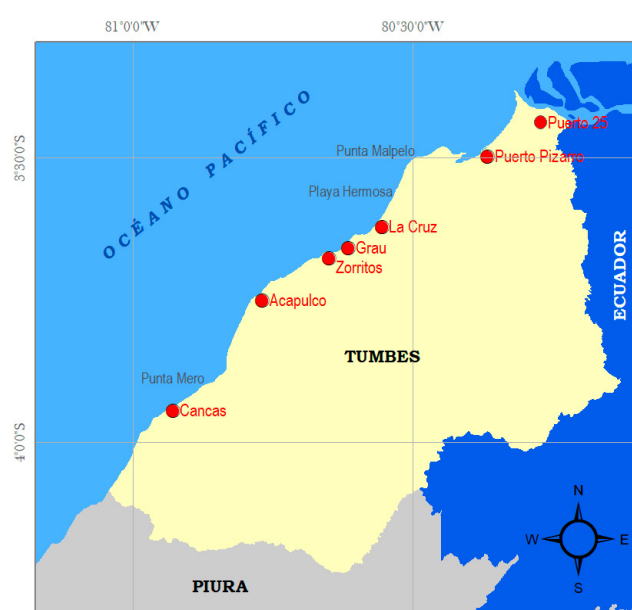 81°0'0"W
80°30'0"W
OCÉANO PACÍFICO
Puerto 25
Punta Malpelo
3°30'0"S
Puerto Pizarro
Playa Hermosa
La Cruz
Grau
Zorritos
ECUADOR
Acapulco
TUMBES
Punta Mero
Cancas
4°0'0"S
N
W
E
S
PIURA